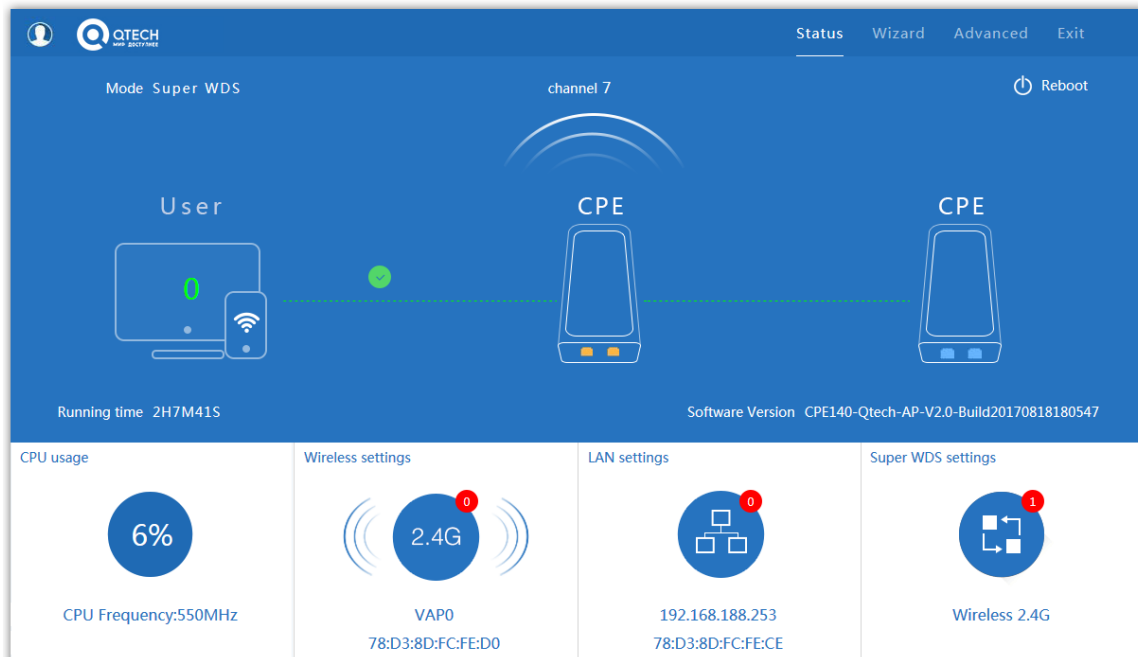 QTECH
МИР ДОСТУПНЕЕ
Status Wizard Advanced Exit
Mode Super WDS
channel 7
Reboot
User
CPE
CPE
0
Running time 2H7M41S
Software Version CPE140-Qtech-AP-V2.0-Build20170818180547
CPU usage
Wireless settings
LAN settings
Super WDS settings
0
0
1
6%
2.4G
CPU Frequency:550MHz
VAP0
192.168.188.253
Wireless 2.4G
78:D3:8D:FC:FE:D0
78:D3:8D:FC:FE:CE